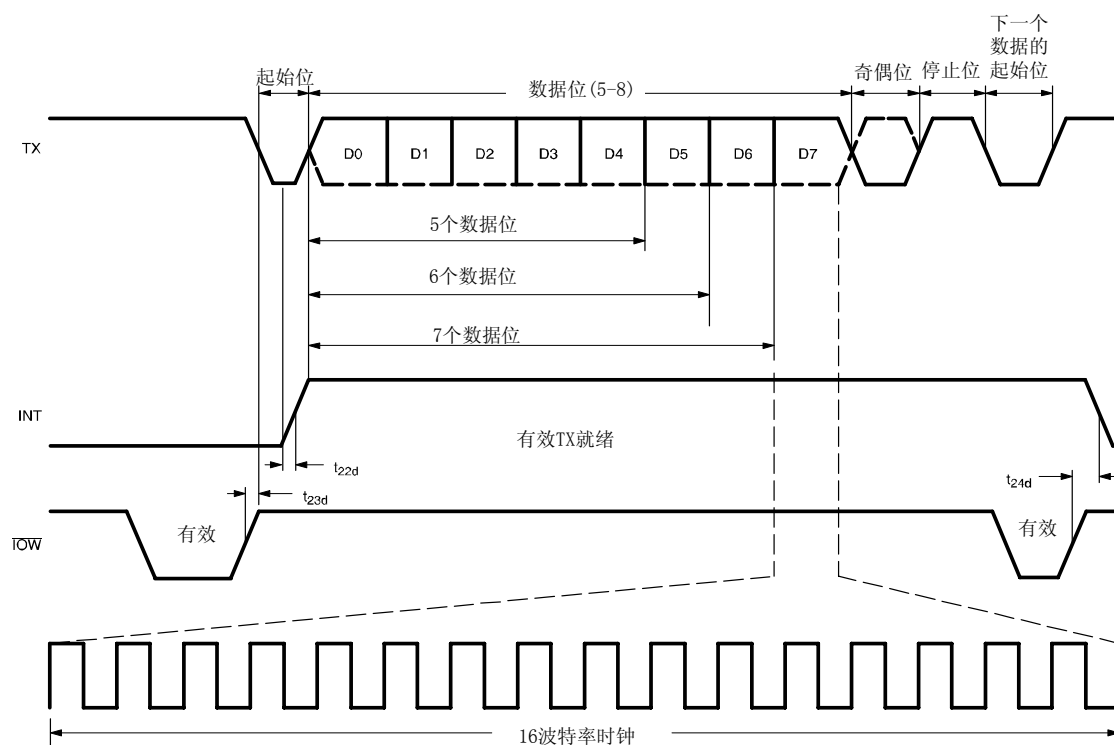 下一个
数据的
起始位
起始位
数据位(5-8)
奇偶位
停止位
TX
D0
D1
D2
D3
D4
D5
D6
D7
5个数据位
6个数据位
7个数据位
INT
有效TX就绪
t22d
t23d
t24d
IOW
有效
有效
16波特率时钟